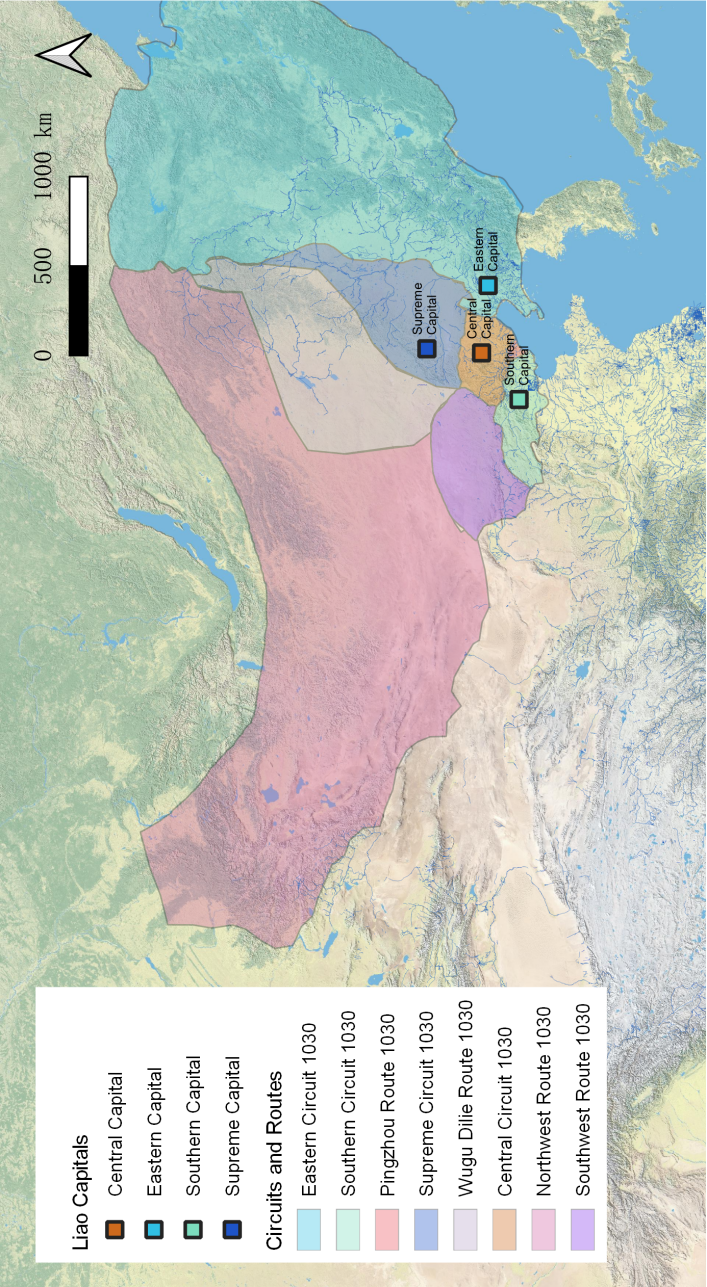 Liao Capitals
Central Capital
Eastern Capital
Southern Capital
Supreme Capital
Circuits and Routes
Eastern Circuit 1030
Southern Circuit 1030
Pingzhou Route 1030
Supreme Circuit 1030
Wugu Dilie Route 1030
Central Circuit 1030
Northwest Route 1030
Southwest Route 1030
0 500 1000 km
Supreme
Capital
Central
Capital
Eastern
Capital
Southern
Capital